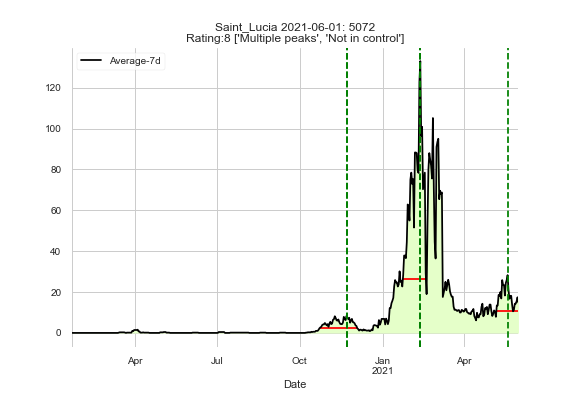 Saint_Lucia 2021-06-01: 5072
Rating:8 ['Multiple peaks', 'Not in control']
Average-7d
120
100
80
60
40
20
0
Apr
Jul
Oct
Jan
2021
Apr
Date